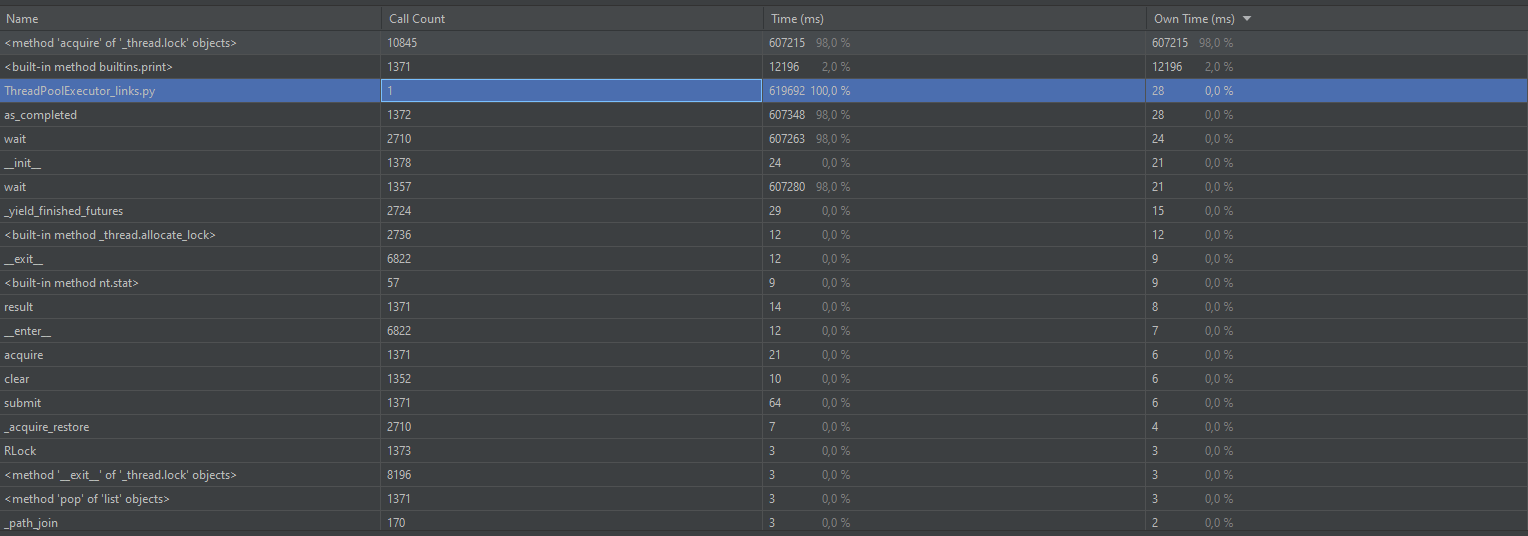 Name Call Count Time (ms) Own Time (ms)
<method 'acquire' of '_thread.lock' objects> 10845 607215 98,0 % 607215 98,0 %
<built-in method builtins.print> 1371 12196 2,0 % 12196 2,0 %
ThreadPoolExecutor_links.py 1 619692 100,0 % 28 0,0 %
as_completed 1372 607348 98,0 % 28 0,0 %
wait 2710 607263 98,0 % 24 0,0 %
__init__ 1378 24 0,0 % 21 0,0 %
wait 1357 607280 98,0 % 21 0,0 %
_yield_finished_futures 2724 29 0,0 % 15 0,0 %
<built-in method _thread.allocate_lock> 2736 12 0,0 % 12 0,0 %
__exit__ 6822 12 0,0 % 9 0,0 %
<built-in method nt.stat> 57 9 0,0 % 9 0,0 %
result 1371 14 0,0 % 8 0,0 %
__enter__ 6822 12 0,0 % 7 0,0 %
acquire 1371 21 0,0 % 6 0,0 %
clear 1352 10 0,0 % 6 0,0 %
submit 1371 64 0,0 % 6 0,0 %
_acquire_restore 2710 7 0,0 % 4 0,0 %
RLock 1373 3 0,0 % 3 0,0 %
<method '__exit__' of '_thread.lock' objects> 8196 3 0,0 % 3 0,0 %
<method 'pop' of 'list' objects> 1371 3 0,0 % 3 0,0 %
_path_join 170 3 0,0 % 2 0,0 %